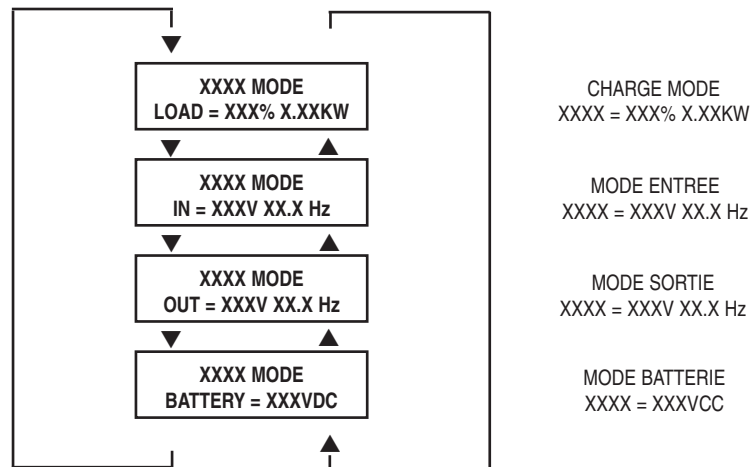 XXXX MODE
LOAD = XXX% X.XXKW
CHARGE MODE
XXXX = XXX% X.XXKW
XXXX MODE
IN = XXXV XX.X Hz
MODE ENTREE
XXXX = XXXV XX.X Hz
XXXX MODE
OUT = XXXV XX.X Hz
MODE SORTIE
XXXX = XXXV XX.X Hz
XXXX MODE
BATTERY = XXXVDC
MODE BATTERIE
XXXX = XXXVCC